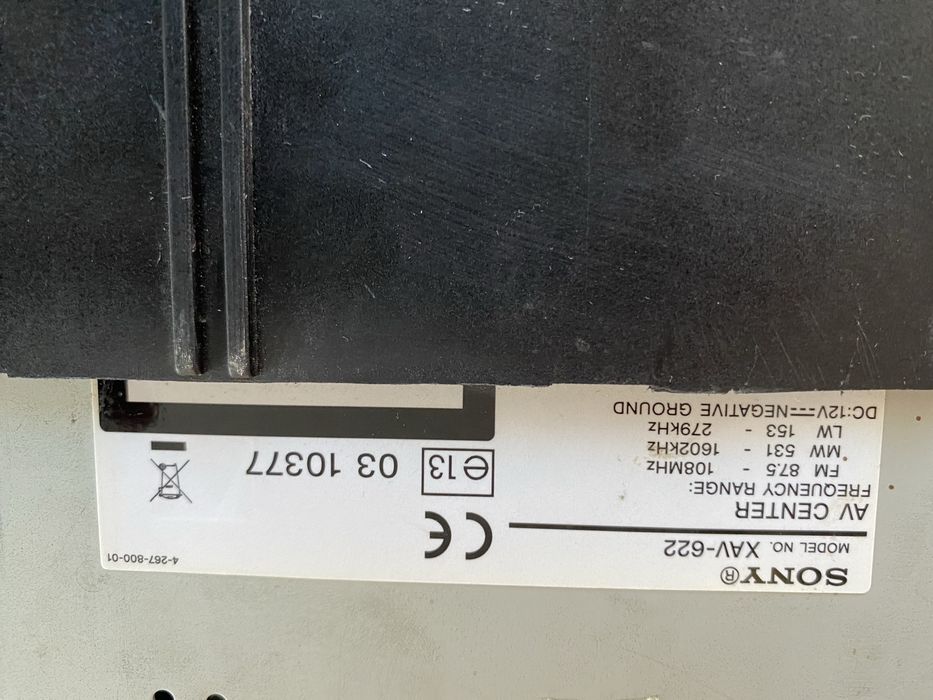 SONY®
MODEL NO. XAV-622
AV CENTER
FREQUENCY RANGE:
FM 87.5 - 108MHz
MW 531 - 1602kHz
LW 153 - 279kHz
DC:12V⎓NEGATIVE GROUND
CE
e13
03 10377
4-267-800-01